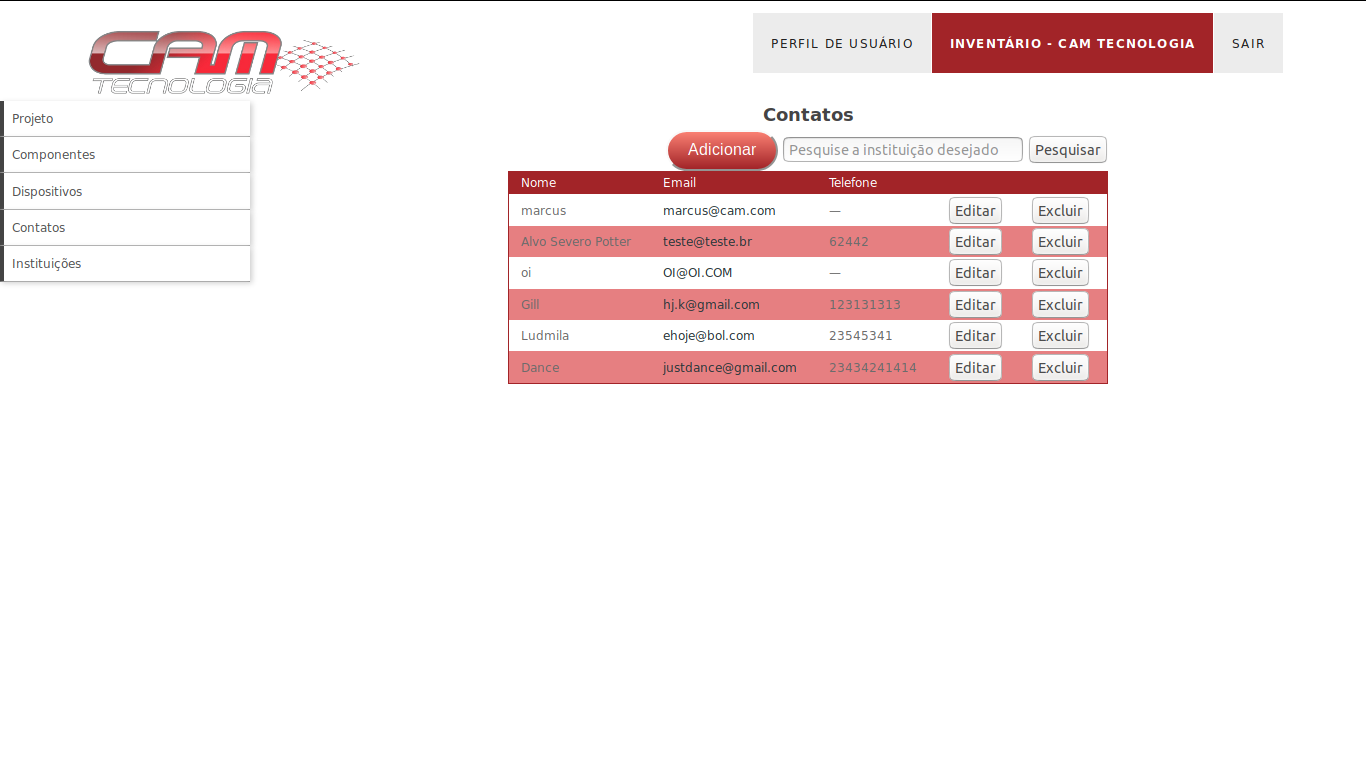 CAM
TECNOLOGIA
PERFIL DE USUÁRIO INVENTÁRIO - CAM TECNOLOGIA SAIR
Projeto
Componentes
Dispositivos
Contatos
Instituições
Contatos
Adicionar Pesquise a instituição desejado Pesquisar
Nome Email Telefone
marcus marcus@cam.com — Editar Excluir
Alvo Severo Potter teste@teste.br 62442 Editar Excluir
oi OI@OI.COM — Editar Excluir
Gill hj.k@gmail.com 123131313 Editar Excluir
Ludmila ehoje@bol.com 23545341 Editar Excluir
Dance justdance@gmail.com 23434241414 Editar Excluir